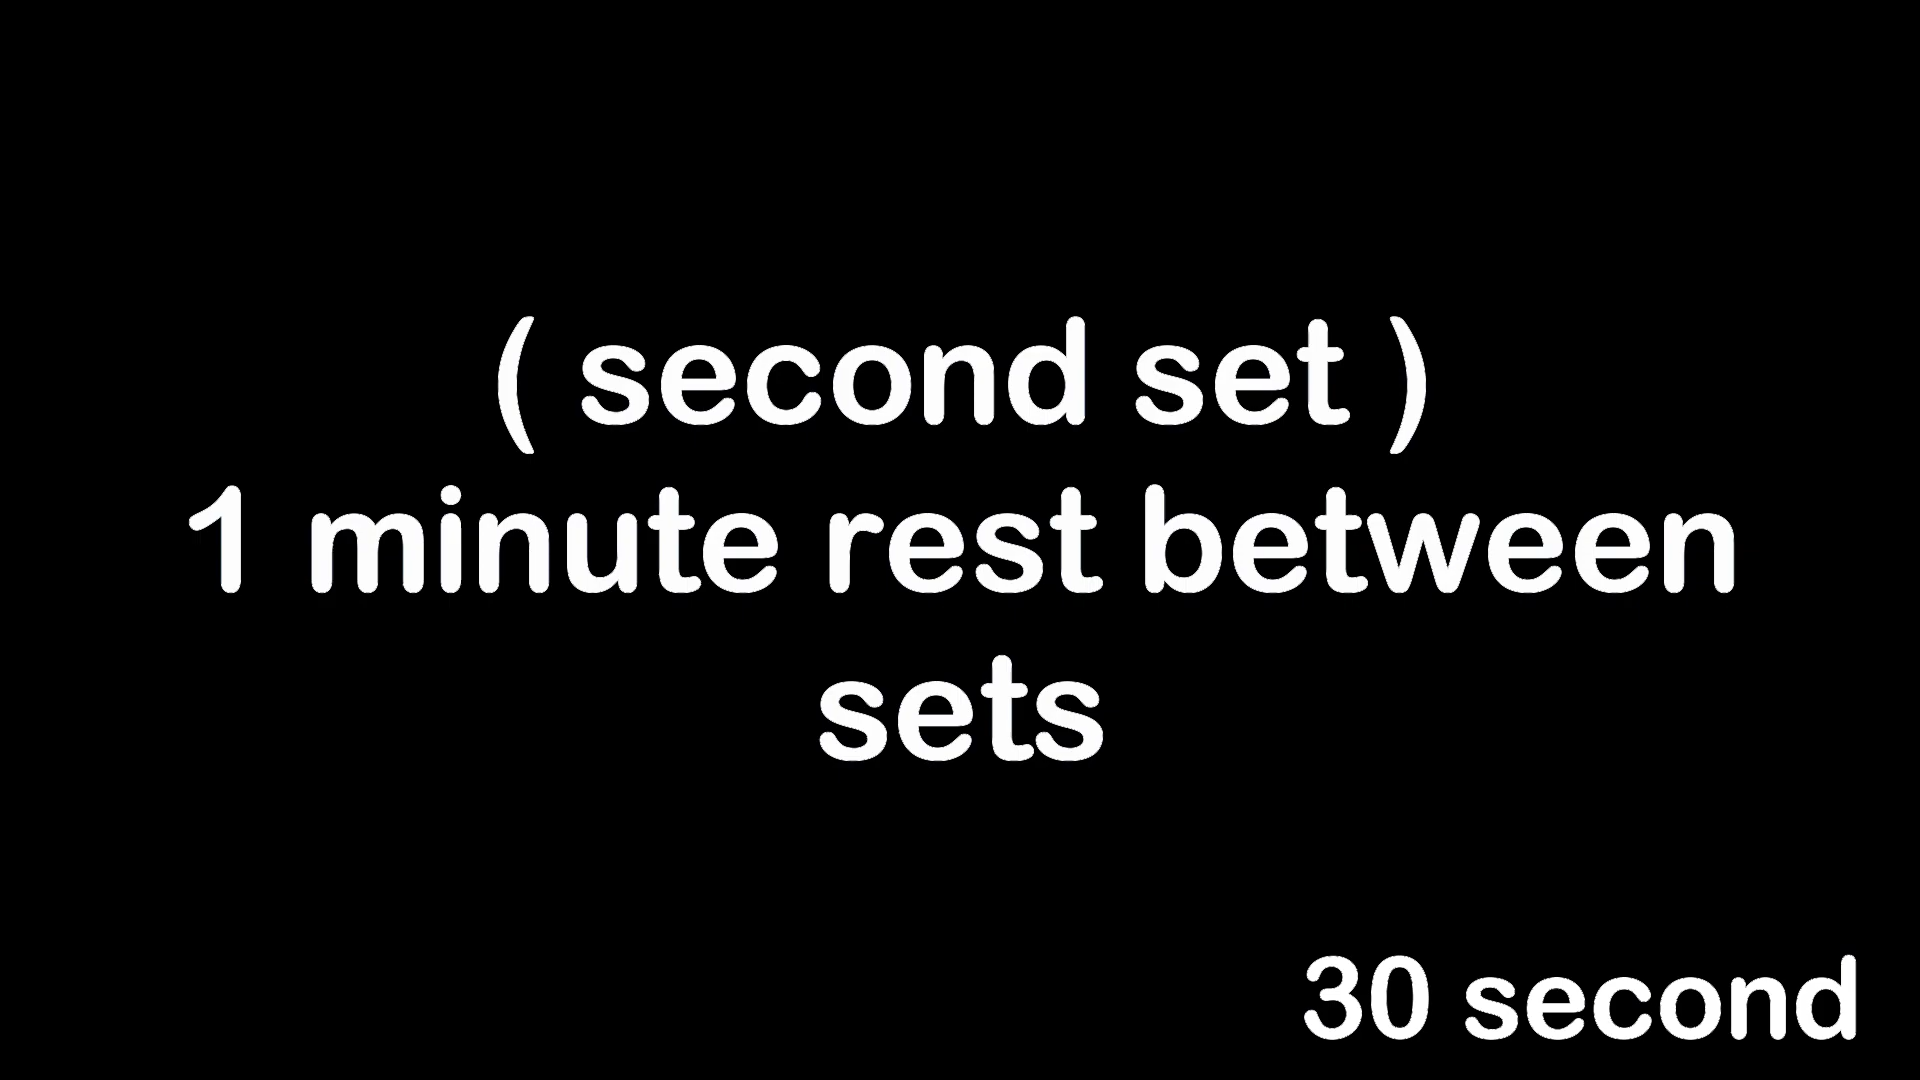 ( second set )
1 minute rest between
sets
30 second